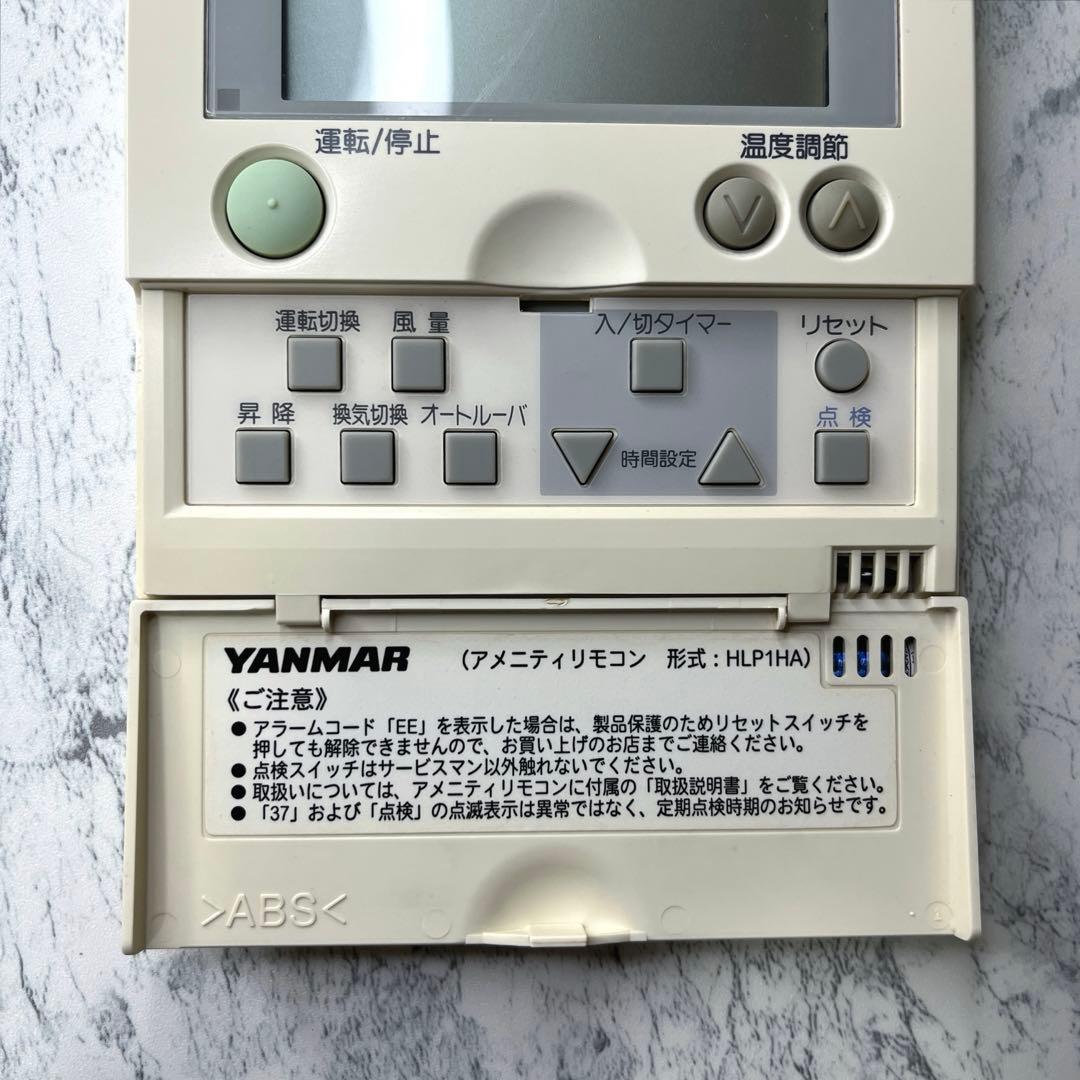 運転/停止 温度調節
運転切換 風量 入/切タイマー リセット
昇降 換気切換 オートルーバ 時間設定 点検
YANMAR (アメニティリモコン 形式:HLP1HA)
《ご注意》
● アラームコード「EE」を表示した場合は、製品保護のためリセットスイッチを
押しても解除できませんので、お買い上げのお店までご連絡ください。
● 点検スイッチはサービスマン以外触れないでください。
● 取扱いについては、アメニティリモコンに付属の「取扱説明書」をご覧ください。
● 「37」および「点検」の点滅表示は異常ではなく、定期点検時期のお知らせです。
>ABS<
1